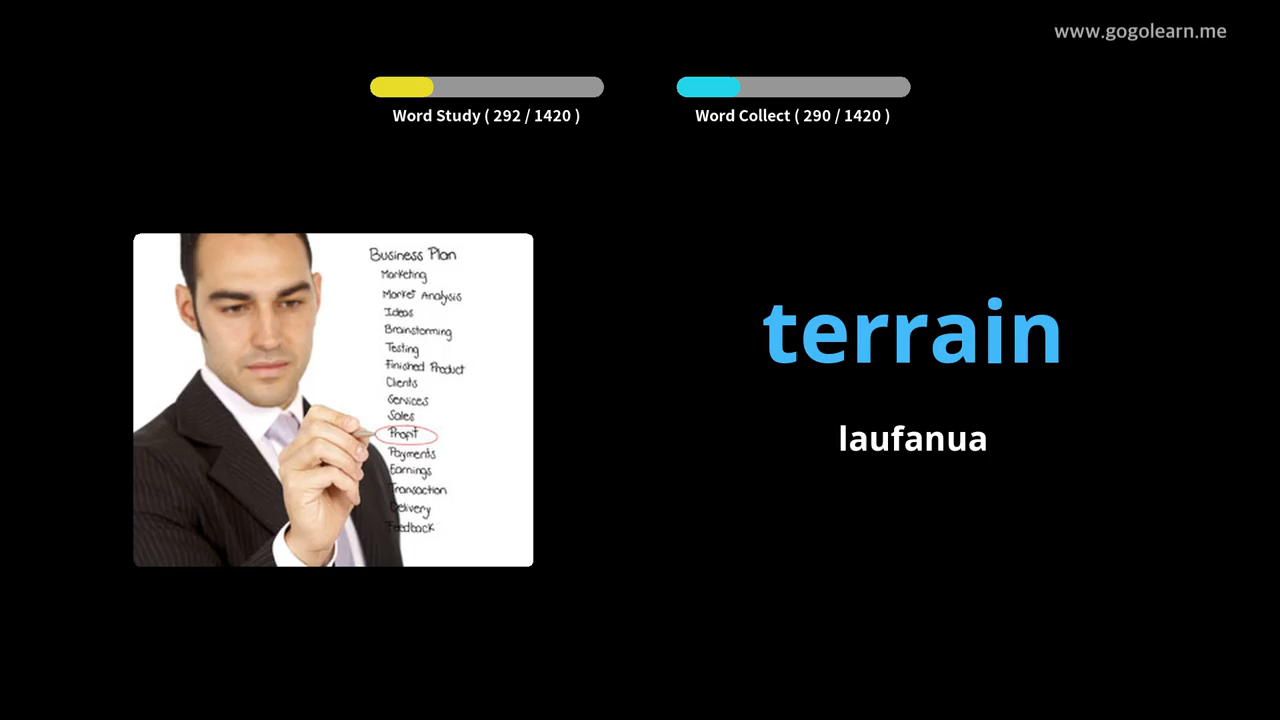 www.gogolearn.me
Word Study ( 292 / 1420 )
Word Collect ( 290 / 1420 )
Business Plan
Marketing
Market Analysis
Ideas
Brainstorming
Testing
Finished Product
Clients
Services
Sales
Profit
Payments
Earnings
Transaction
Delivery
Feedback
terrain
laufanua